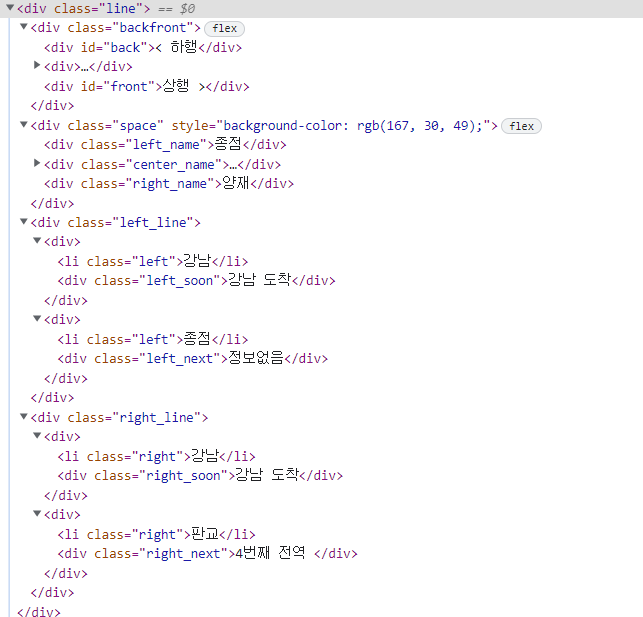 <div class="line"> == $0
<div class="backfront"> flex
<div id="back">< 하행</div>
<div>…</div>
<div id="front">상행 ></div>
</div>
<div class="space" style="background-color: rgb(167, 30, 49);"> flex
<div class="left_name">종점</div>
<div class="center_name">…</div>
<div class="right_name">양재</div>
</div>
<div class="left_line">
<div>
<li class="left">강남</li>
<div class="left_soon">강남 도착</div>
</div>
<div>
<li class="left">종점</li>
<div class="left_next">정보없음</div>
</div>
</div>
<div class="right_line">
<div>
<li class="right">강남</li>
<div class="right_soon">강남 도착</div>
</div>
<div>
<li class="right">판교</li>
<div class="right_next">4번째 전역 </div>
</div>
</div>
</div>